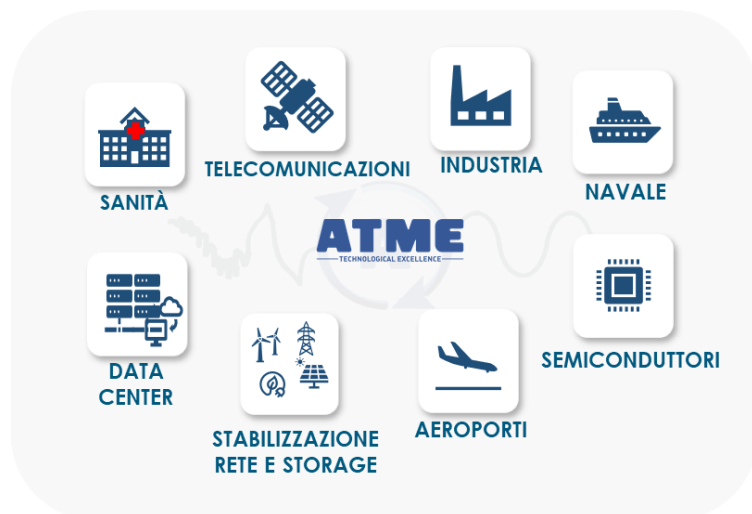 SANITÀ
TELECOMUNICAZIONI
INDUSTRIA
NAVALE
ATME
TECHNOLOGICAL EXCELLENCE
DATA
CENTER
STABILIZZAZIONE
RETE E STORAGE
AEROPORTI
SEMICONDUTTORI